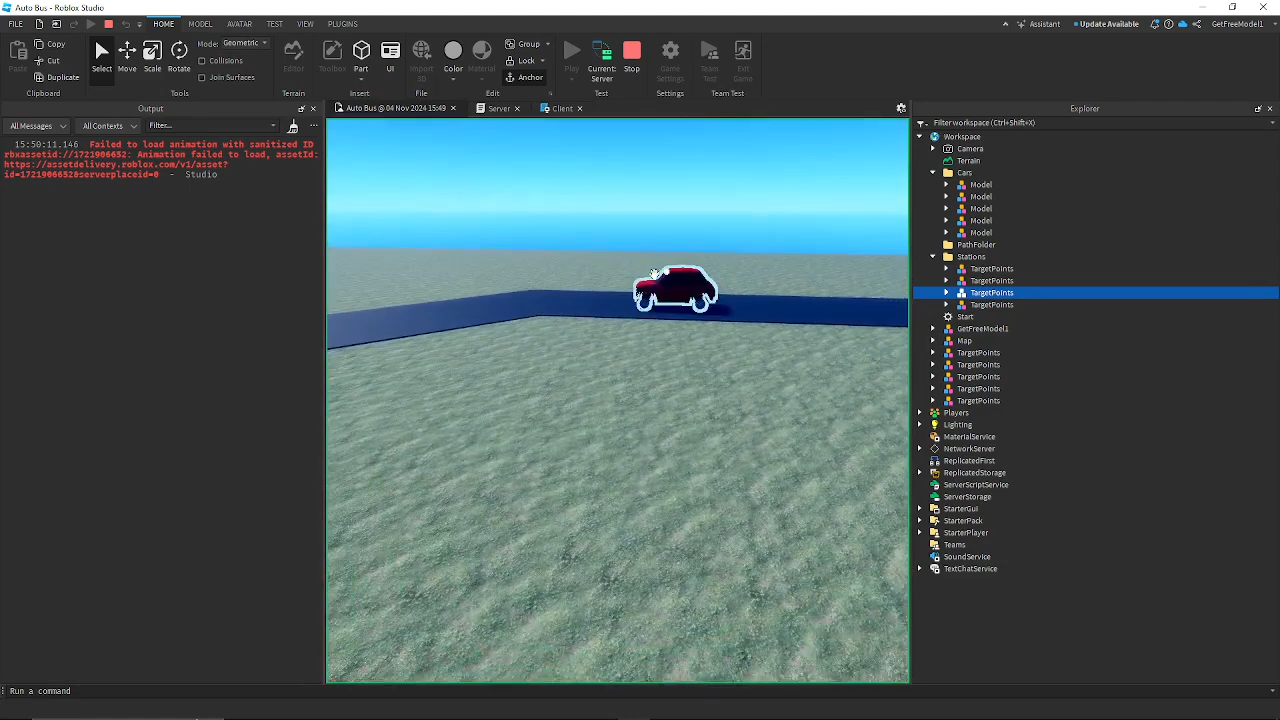 Auto Bus - Roblox Studio
FILE HOME MODEL AVATAR TEST VIEW PLUGINS Assistant Update Available GetFreeModel1
Paste Copy Cut Duplicate Select Move Scale Rotate Mode: Geometric Collisions Join Surfaces Editor Toolbox Part UI Import 3D Color Material Group Lock Anchor Play Current: Server Stop Game Settings Team Test Exit Game
Clipboard Tools Terrain Insert File Edit Test Settings Team Test
Output Auto Bus @ 04 Nov 2024 15:49 Server Client Explorer
All Messages All Contexts Filter... Filter workspace (Ctrl+Shift+X)
15:50:11.146 Failed to load animation with sanitized ID
rbxassetid://1721906652: Animation failed to load, assetId:
https://assetdelivery.roblox.com/v1/asset?
id=1721906652&serverplaceid=0 - Studio
Workspace
Camera
Terrain
Cars
Model
Model
Model
Model
Model
PathFolder
Stations
TargetPoints
TargetPoints
TargetPoints
TargetPoints
Start
GetFreeModel1
Map
TargetPoints
TargetPoints
TargetPoints
TargetPoints
TargetPoints
Players
Lighting
MaterialService
NetworkServer
ReplicatedFirst
ReplicatedStorage
ServerScriptService
ServerStorage
StarterGui
StarterPack
StarterPlayer
Teams
SoundService
TextChatService
Run a command